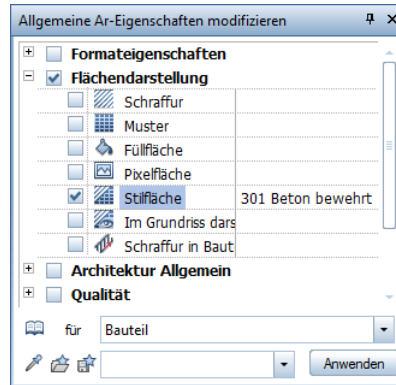 Allgemeine Ar-Eigenschaften modifizieren
Formateigenschaften
Flächendarstellung
Schraffur
Muster
Füllfläche
Pixelfläche
Stilfläche 301 Beton bewehrt
Im Grundriss dars
Schraffur in Baut
Architektur Allgemein
Qualität
für Bauteil
Anwenden